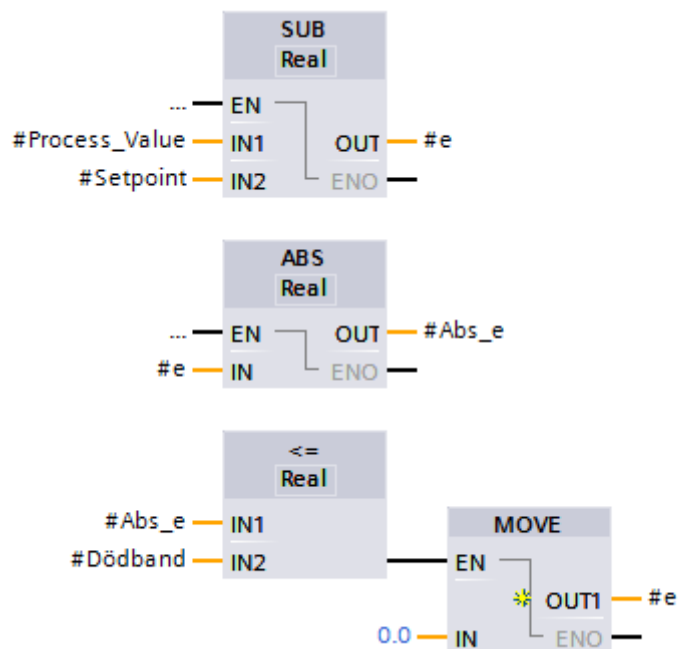 SUB
Real
... EN
#Process_Value IN1 OUT #e
#Setpoint IN2 ENO
ABS
Real
... EN OUT #Abs_e
#e IN ENO
<=
Real
#Abs_e IN1
#Dödband IN2
MOVE
EN
OUT1 #e
0.0 IN ENO